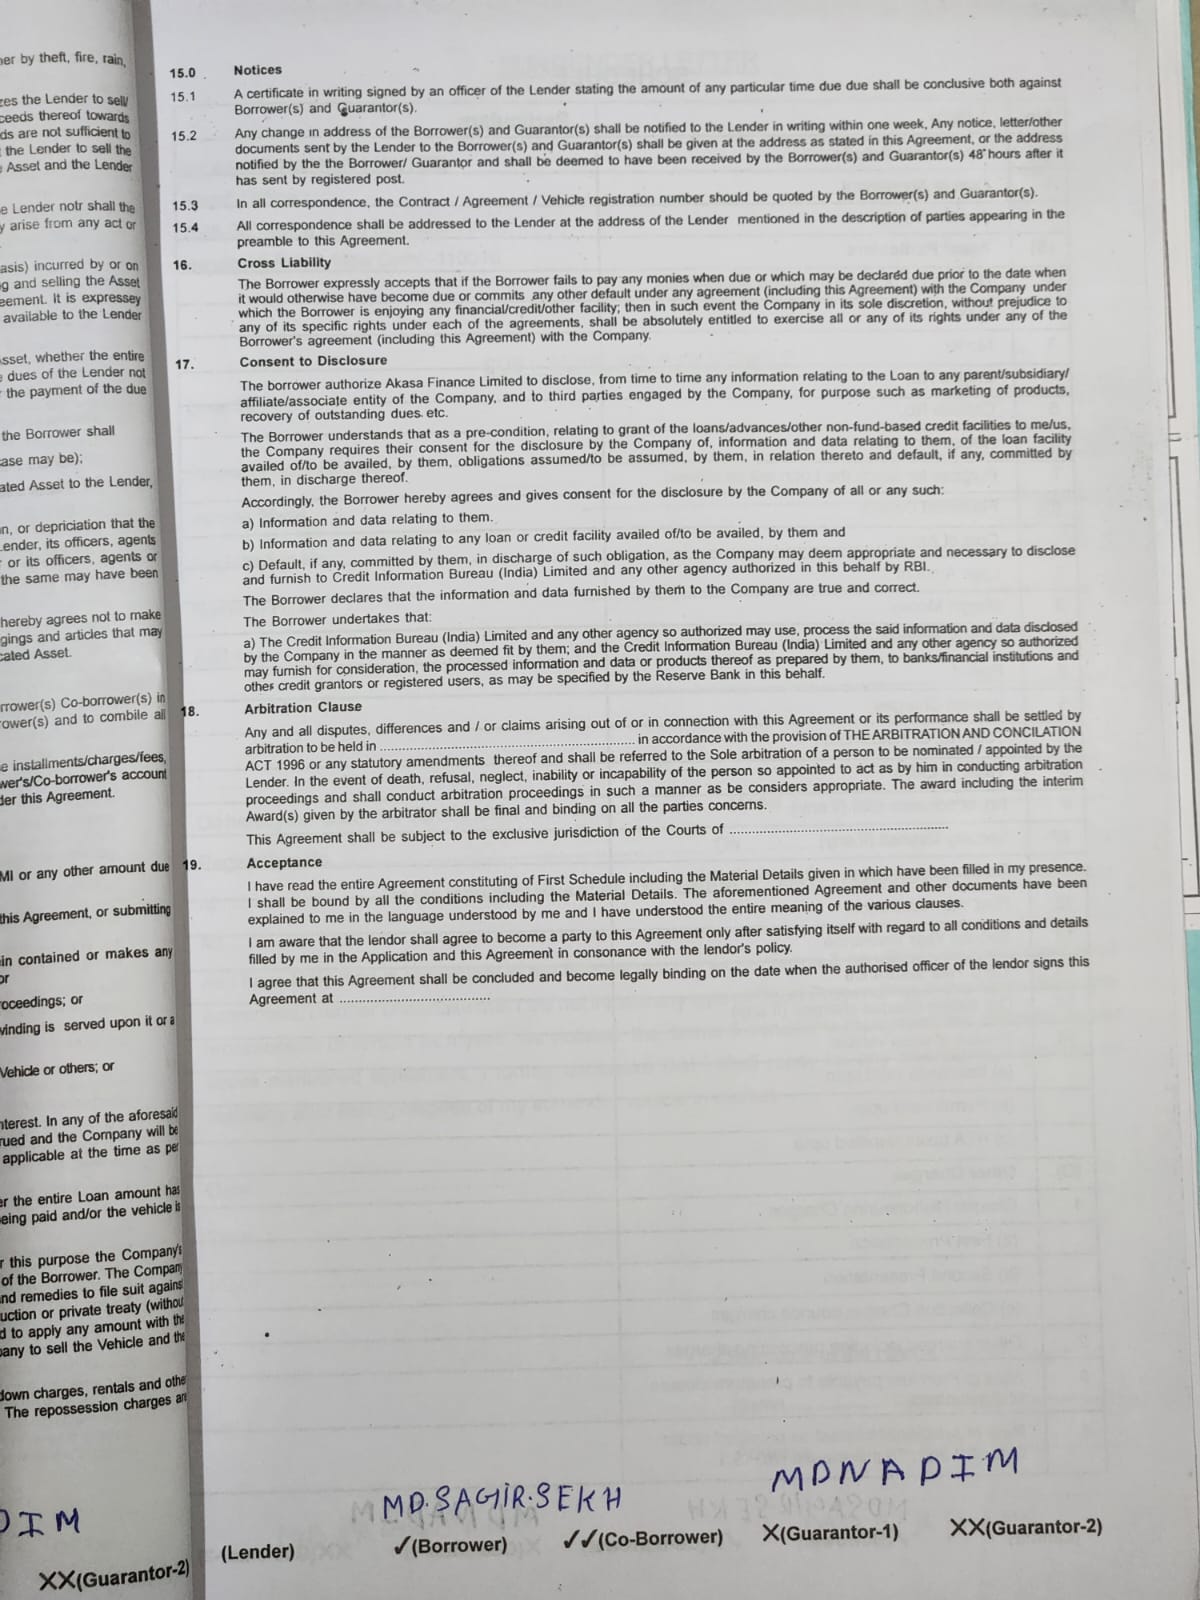 er by theft, fire, rain,
zes the Lender to sell/
ceeds thereof towards
ds are not sufficient to
the Lender to sell the
Asset and the Lender
e Lender notr shall the
y arise from any act or
asis) incurred by or on
g and selling the Asset
eement. It is expressey
available to the Lender
sset, whether the entire
dues of the Lender not
the payment of the due
the Borrower shall
ase may be);
ated Asset to the Lender,
n, or depriciation that the
ender, its officers, agents
or its officers, agents or
the same may have been
hereby agrees not to make
gings and articles that may
cated Asset.
rrower(s) Co-borrower(s) in
rower(s) and to combile all
e installments/charges/fees,
wer's/Co-borrower's account
der this Agreement.
MI or any other amount due
this Agreement, or submitting
in contained or makes any
or
roceedings; or
vinding is served upon it or a
Vehicle or others; or
nterest. In any of the aforesaid
rued and the Company will be
applicable at the time as per
er the entire Loan amount has
eing paid and/or the vehicle is
r this purpose the Company's
of the Borrower. The Company
nd remedies to file suit against
uction or private treaty (without
d to apply any amount with the
pany to sell the Vehicle and the
down charges, rentals and other
The repossession charges are
DIM
XX(Guarantor-2)
15.0 Notices
15.1 A certificate in writing signed by an officer of the Lender stating the amount of any particular time due due shall be conclusive both against
Borrower(s) and Guarantor(s).
15.2 Any change in address of the Borrower(s) and Guarantor(s) shall be notified to the Lender in writing within one week, Any notice, letter/other
documents sent by the Lender to the Borrower(s) and Guarantor(s) shall be given at the address as stated in this Agreement, or the address
notified by the the Borrower/ Guarantor and shall be deemed to have been received by the Borrower(s) and Guarantor(s) 48 hours after it
has sent by registered post.
15.3 In all correspondence, the Contract / Agreement / Vehicle registration number should be quoted by the Borrower(s) and Guarantor(s).
15.4 All correspondence shall be addressed to the Lender at the address of the Lender mentioned in the description of parties appearing in the
preamble to this Agreement.
16. Cross Liability
The Borrower expressly accepts that if the Borrower fails to pay any monies when due or which may be declared due prior to the date when
it would otherwise have become due or commits any other default under any agreement (including this Agreement) with the Company under
which the Borrower is enjoying any financial/credit/other facility; then in such event the Company in its sole discretion, without prejudice to
any of its specific rights under each of the agreements, shall be absolutely entitled to exercise all or any of its rights under any of the
Borrower's agreement (including this Agreement) with the Company.
17. Consent to Disclosure
The borrower authorize Akasa Finance Limited to disclose, from time to time any information relating to the Loan to any parent/subsidiary/
affiliate/associate entity of the Company, and to third parties engaged by the Company, for purpose such as marketing of products,
recovery of outstanding dues. etc.
The Borrower understands that as a pre-condition, relating to grant of the loans/advances/other non-fund-based credit facilities to me/us,
the Company requires their consent for the disclosure by the Company of, information and data relating to them, of the loan facility
availed of/to be availed, by them, obligations assumed/to be assumed, by them, in relation thereto and default, if any, committed by
them, in discharge thereof.
Accordingly, the Borrower hereby agrees and gives consent for the disclosure by the Company of all or any such:
a) Information and data relating to them.
b) Information and data relating to any loan or credit facility availed of/to be availed, by them and
c) Default, if any, committed by them, in discharge of such obligation, as the Company may deem appropriate and necessary to disclose
and furnish to Credit Information Bureau (India) Limited and any other agency authorized in this behalf by RBI.
The Borrower declares that the information and data furnished by them to the Company are true and correct.
The Borrower undertakes that:
a) The Credit Information Bureau (India) Limited and any other agency so authorized may use, process the said information and data disclosed
by the Company in the manner as deemed fit by them; and the Credit Information Bureau (India) Limited and any other agency so authorized
may furnish for consideration, the processed information and data or products thereof as prepared by them, to banks/financial institutions and
other credit grantors or registered users, as may be specified by the Reserve Bank in this behalf.
18. Arbitration Clause
Any and all disputes, differences and / or claims arising out of or in connection with this Agreement or its performance shall be settled by
arbitration to be held in .................... in accordance with the provision of THE ARBITRATION AND CONCILATION
ACT 1996 or any statutory amendments thereof and shall be referred to the Sole arbitration of a person to be nominated / appointed by the
Lender. In the event of death, refusal, neglect, inability or incapability of the person so appointed to act as by him in conducting arbitration
proceedings and shall conduct arbitration proceedings in such a manner as be considers appropriate. The award including the interim
Award(s) given by the arbitrator shall be final and binding on all the parties concerns.
This Agreement shall be subject to the exclusive jurisdiction of the Courts of ....................
19. Acceptance
I have read the entire Agreement constituting of First Schedule including the Material Details given in which have been filled in my presence.
I shall be bound by all the conditions including the Material Details. The aforementioned Agreement and other documents have been
explained to me in the language understood by me and I have understood the entire meaning of the various clauses.
I am aware that the lendor shall agree to become a party to this Agreement only after satisfying itself with regard to all conditions and details
filled by me in the Application and this Agreement in consonance with the lendor's policy.
I agree that this Agreement shall be concluded and become legally binding on the date when the authorised officer of the lendor signs this
Agreement at ....................
MD.SAGIR.SEKH MDNADIM
(Lender) ✓(Borrower) ✓✓(Co-Borrower) X(Guarantor-1) XX(Guarantor-2)